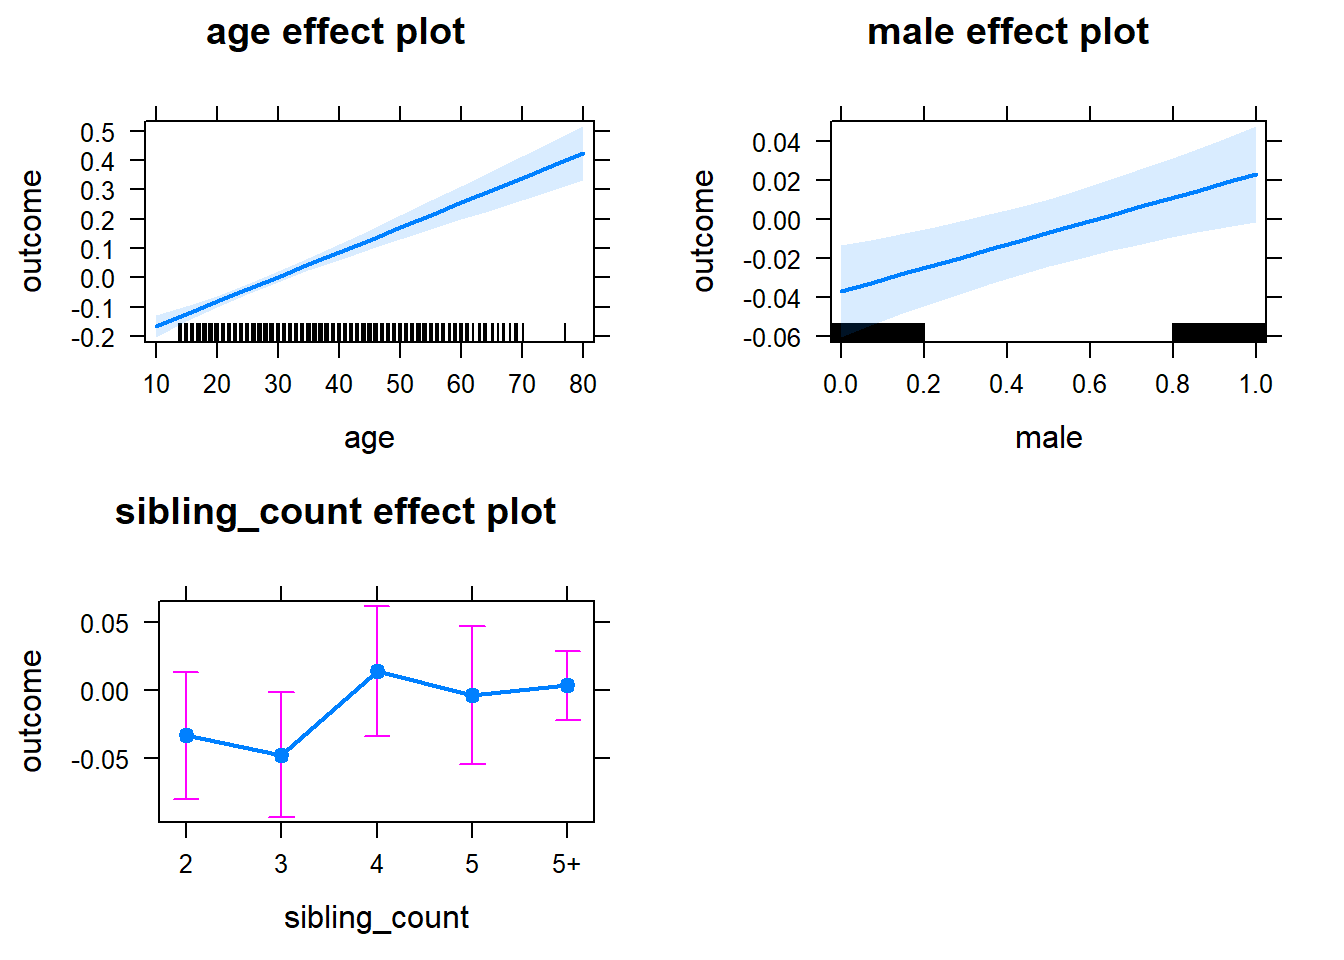 age effect plot
outcome
0.5
0.4
0.3
0.2
0.1
0.0
-0.1
-0.2
10 20 30 40 50 60 70 80
age
male effect plot
outcome
0.04
0.02
0.00
-0.02
-0.04
-0.06
0.0 0.2 0.4 0.6 0.8 1.0
male
sibling_count effect plot
outcome
0.05
0.00
-0.05
2 3 4 5 5+
sibling_count